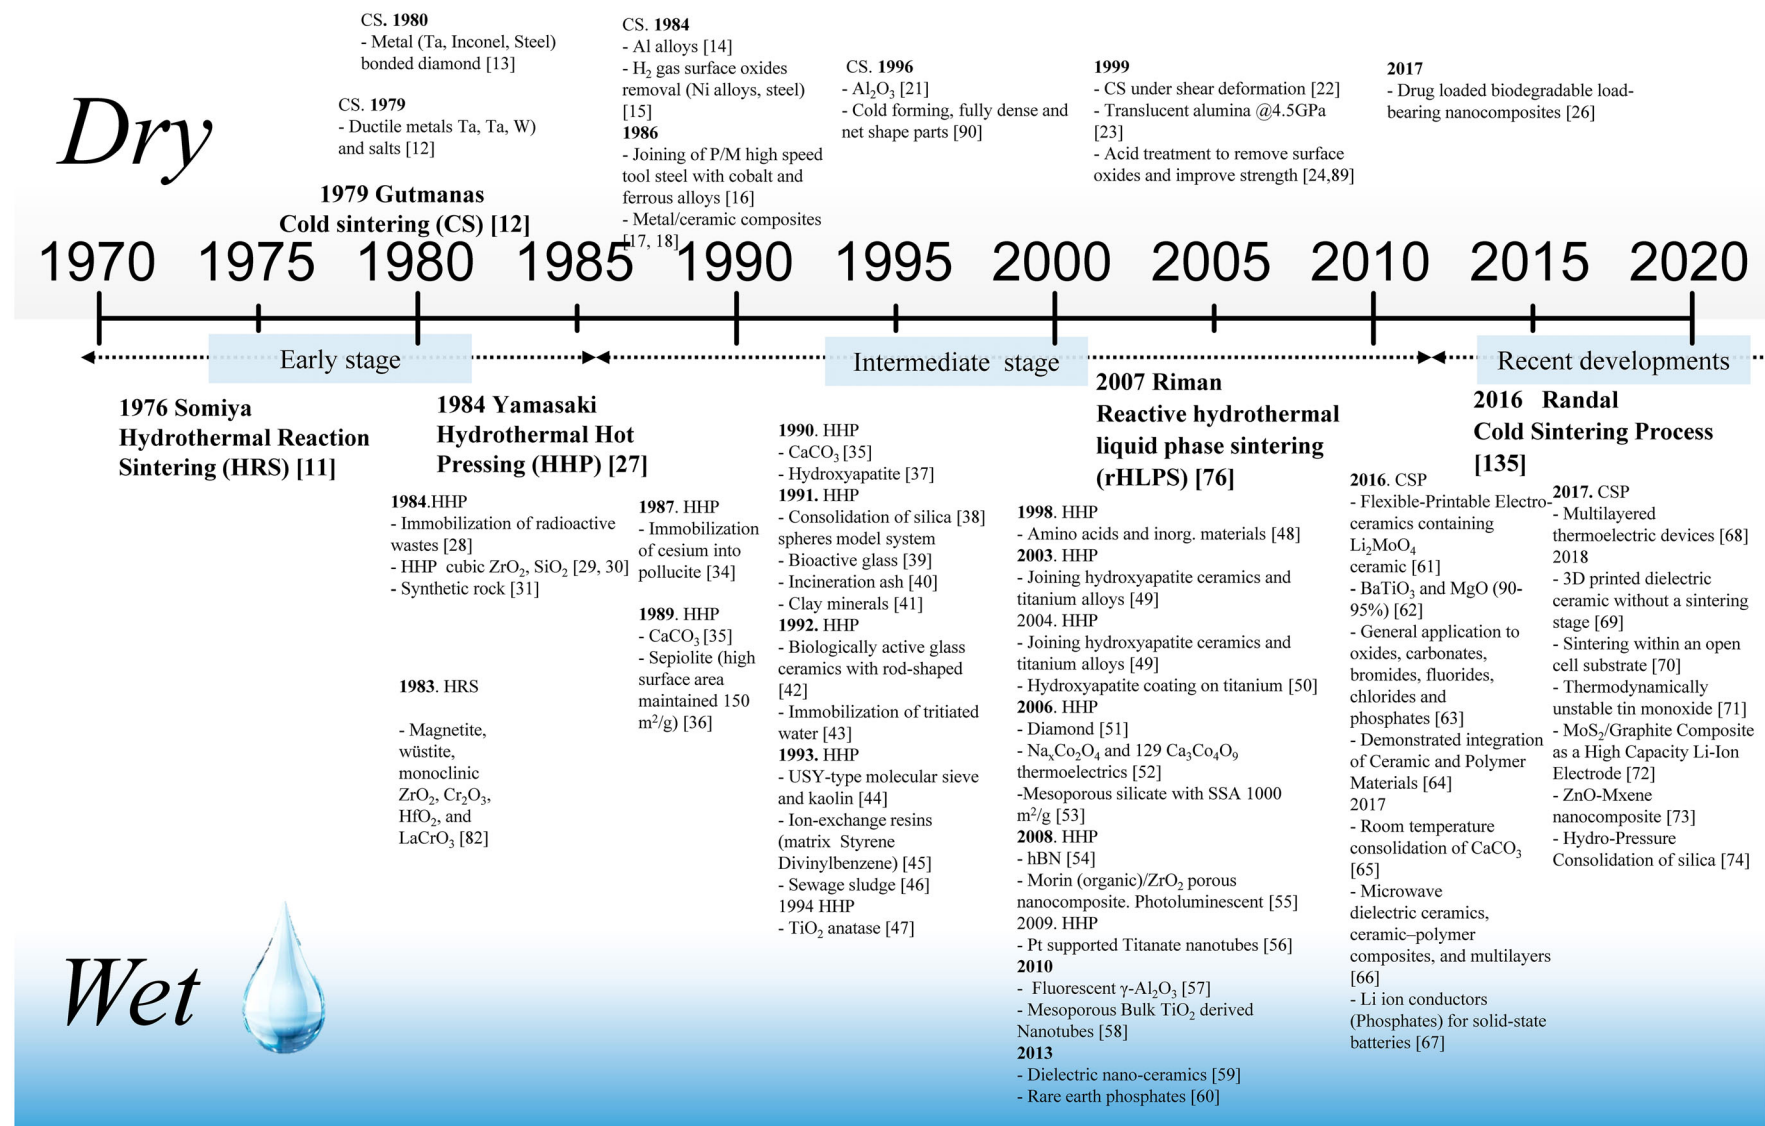 Dry
CS. 1980
- Metal (Ta, Inconel, Steel)
bonded diamond [13]
CS. 1979
- Ductile metals Ta, Ta, W)
and salts [12]
1979 Gutmanas
Cold sintering (CS) [12]
CS. 1984
- Al alloys [14]
- H₂ gas surface oxides
removal (Ni alloys, steel)
[15]
1986
- Joining of P/M high speed
tool steel with cobalt and
ferrous alloys [16]
- Metal/ceramic composites
[17, 18]
CS. 1996
- Al₂O₃ [21]
- Cold forming, fully dense and
net shape parts [90]
1999
- CS under shear deformation [22]
- Translucent alumina @4.5GPa
[23]
- Acid treatment to remove surface
oxides and improve strength [24,89]
2017
- Drug loaded biodegradable load-
bearing nanocomposites [26]
1970 1975 1980 1985 1990 1995 2000 2005 2010 2015 2020
Early stage
Intermediate stage
Recent developments
1976 Somiya
Hydrothermal Reaction
Sintering (HRS) [11]
1984 Yamasaki
Hydrothermal Hot
Pressing (HHP) [27]
1984.HHP
- Immobilization of radioactive
wastes [28]
- HHP cubic ZrO₂, SiO₂ [29, 30]
- Synthetic rock [31]
1983. HRS
- Magnetite,
wüstite,
monoclinic
ZrO₂, Cr₂O₃,
HfO₂, and
LaCrO₃ [82]
1987. HHP
- Immobilization
of cesium into
pollucite [34]
1989. HHP
- CaCO₃ [35]
- Sepiolite (high
surface area
maintained 150
m²/g) [36]
1990. HHP
- CaCO₃ [35]
- Hydroxyapatite [37]
1991. HHP
- Consolidation of silica [38]
spheres model system
- Bioactive glass [39]
- Incineration ash [40]
- Clay minerals [41]
1992. HHP
- Biologically active glass
ceramics with rod-shaped
[42]
- Immobilization of tritiated
water [43]
1993. HHP
- USY-type molecular sieve
and kaolin [44]
- Ion-exchange resins
(matrix Styrene
Divinylbenzene) [45]
- Sewage sludge [46]
1994 HHP
- TiO₂ anatase [47]
2007 Riman
Reactive hydrothermal
liquid phase sintering
(rHLPS) [76]
1998. HHP
- Amino acids and inorg. materials [48]
2003. HHP
- Joining hydroxyapatite ceramics and
titanium alloys [49]
2004. HHP
- Joining hydroxyapatite ceramics and
titanium alloys [49]
- Hydroxyapatite coating on titanium [50]
2006. HHP
- Diamond [51]
- NaₓCo₂O₄ and 129 Ca₃Co₄O₉
thermoelectrics [52]
-Mesoporous silicate with SSA 1000
m²/g [53]
2008. HHP
- hBN [54]
- Morin (organic)/ZrO₂ porous
nanocomposite. Photoluminescent [55]
2009. HHP
- Pt supported Titanate nanotubes [56]
2010
- Fluorescent γ-Al₂O₃ [57]
- Mesoporous Bulk TiO₂ derived
Nanotubes [58]
2013
- Dielectric nano-ceramics [59]
- Rare earth phosphates [60]
2016 Randal
Cold Sintering Process
[135]
2016. CSP
- Flexible-Printable Electro-
ceramics containing
Li₂MoO₄
ceramic [61]
- BaTiO₃ and MgO (90-
95%) [62]
- General application to
oxides, carbonates,
bromides, fluorides,
chlorides and
phosphates [63]
- Demonstrated integration
of Ceramic and Polymer
Materials [64]
2017
- Room temperature
consolidation of CaCO₃
[65]
- Microwave
dielectric ceramics,
ceramic–polymer
composites, and multilayers
[66]
- Li ion conductors
(Phosphates) for solid-state
batteries [67]
2017. CSP
- Multilayered
thermoelectric devices [68]
2018
- 3D printed dielectric
ceramic without a sintering
stage [69]
- Sintering within an open
cell substrate [70]
- Thermodynamically
unstable tin monoxide [71]
- MoS₂/Graphite Composite
as a High Capacity Li-Ion
Electrode [72]
- ZnO-Mxene
nanocomposite [73]
- Hydro-Pressure
Consolidation of silica [74]
Wet